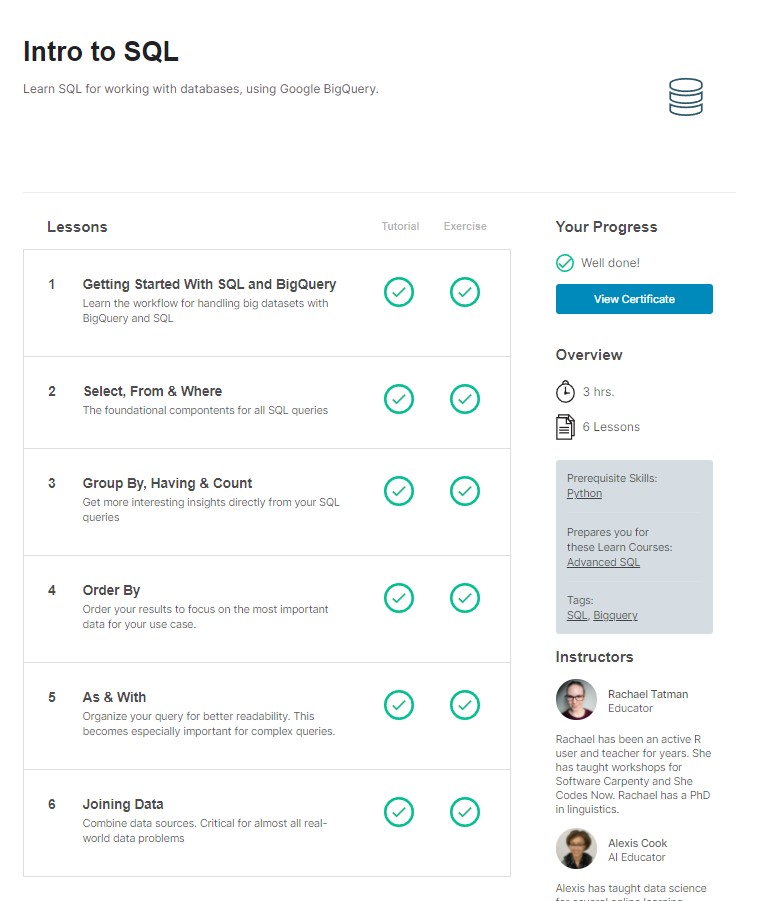 Intro to SQL
Learn SQL for working with databases, using Google BigQuery.
Lessons
Tutorial
Exercise
1
Getting Started With SQL and BigQuery
Learn the workflow for handling big datasets with
BigQuery and SQL
2
Select, From & Where
The foundational compontents for all SQL queries
3
Group By, Having & Count
Get more interesting insights directly from your SQL
queries
4
Order By
Order your results to focus on the most important
data for your use case.
5
As & With
Organize your query for better readability. This
becomes especially important for complex queries.
6
Joining Data
Combine data sources. Critical for almost all real-
world data problems
Your Progress
Well done!
View Certificate
Overview
3 hrs.
6 Lessons
Prerequisite Skills:
Python
Prepares you for
these Learn Courses:
Advanced SQL
Tags:
SQL, Bigquery
Instructors
Rachael Tatman
Educator
Rachael has been an active R
user and teacher for years. She
has taught workshops for
Software Carpenty and She
Codes Now. Rachael has a PhD
in linguistics.
Alexis Cook
AI Educator
Alexis has taught data science
for several online learning